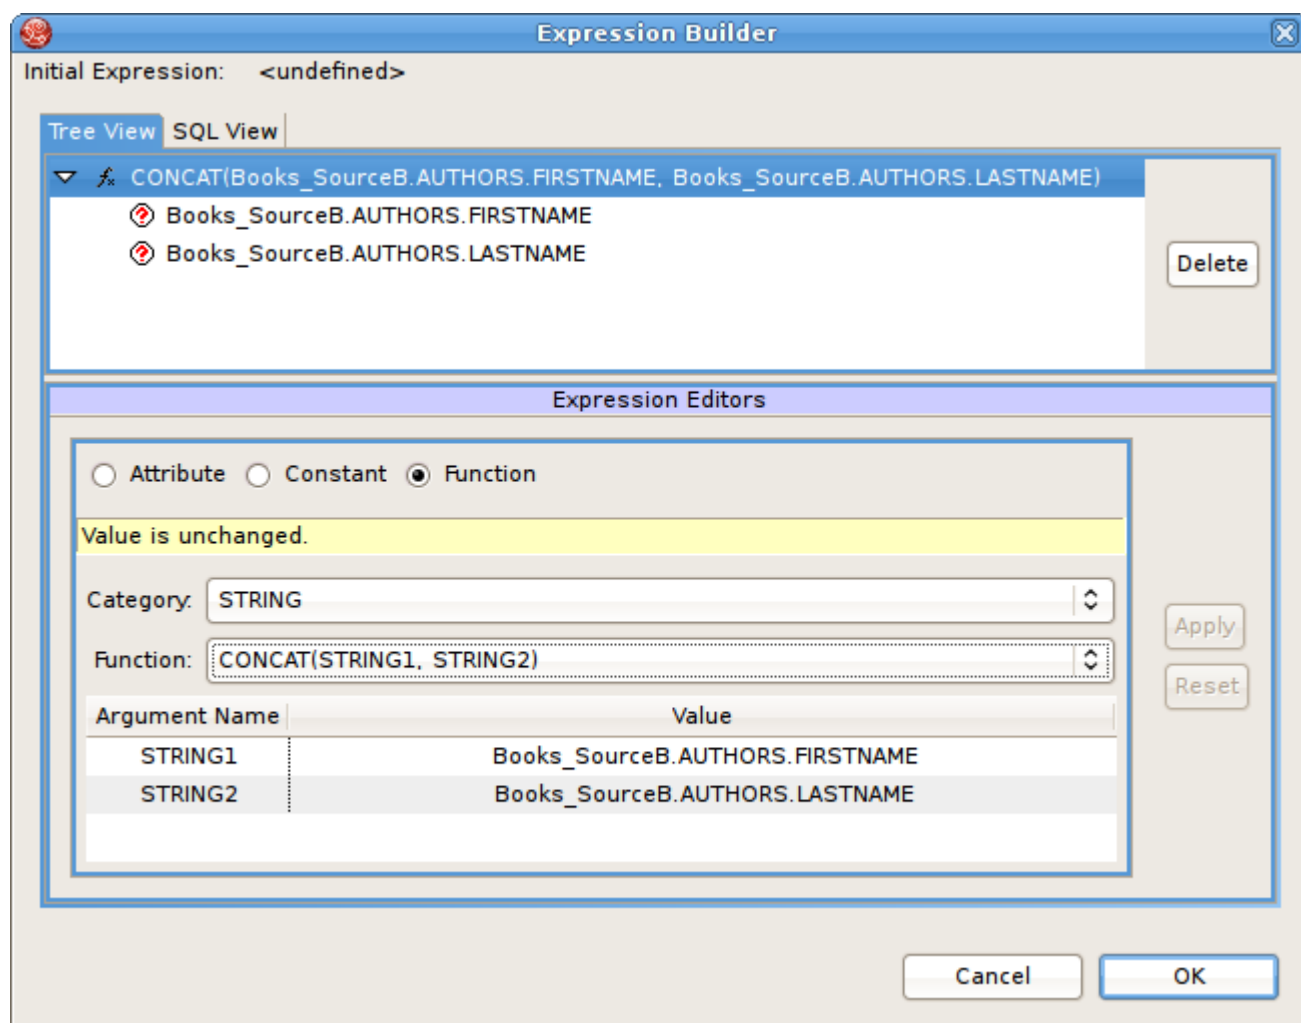 Expression Builder
Initial Expression: <undefined>
Tree View SQL View
CONCAT(Books_SourceB.AUTHORS.FIRSTNAME, Books_SourceB.AUTHORS.LASTNAME)
Books_SourceB.AUTHORS.FIRSTNAME
Books_SourceB.AUTHORS.LASTNAME
Delete
Expression Editors
Attribute Constant Function
Value is unchanged.
Category: STRING
Function: CONCAT(STRING1, STRING2)
Apply
Reset
Argument Name Value
STRING1 Books_SourceB.AUTHORS.FIRSTNAME
STRING2 Books_SourceB.AUTHORS.LASTNAME
Cancel OK